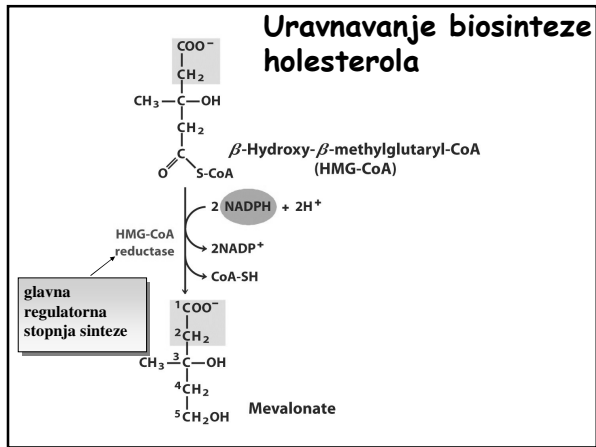 Uravnavanje biosinteze
holesterola
COO⁻
CH₂
CH₃—C—OH
CH₂
C
O S-CoA
β-Hydroxy-β-methylglutaryl-CoA
(HMG-CoA)
2 NADPH + 2H⁺
HMG-CoA
reductase
2NADP⁺
CoA-SH
glavna
regulatorna
stopnja sinteze
¹COO⁻
²CH₂
CH₃—³C—OH
⁴CH₂
⁵CH₂OH
Mevalonate